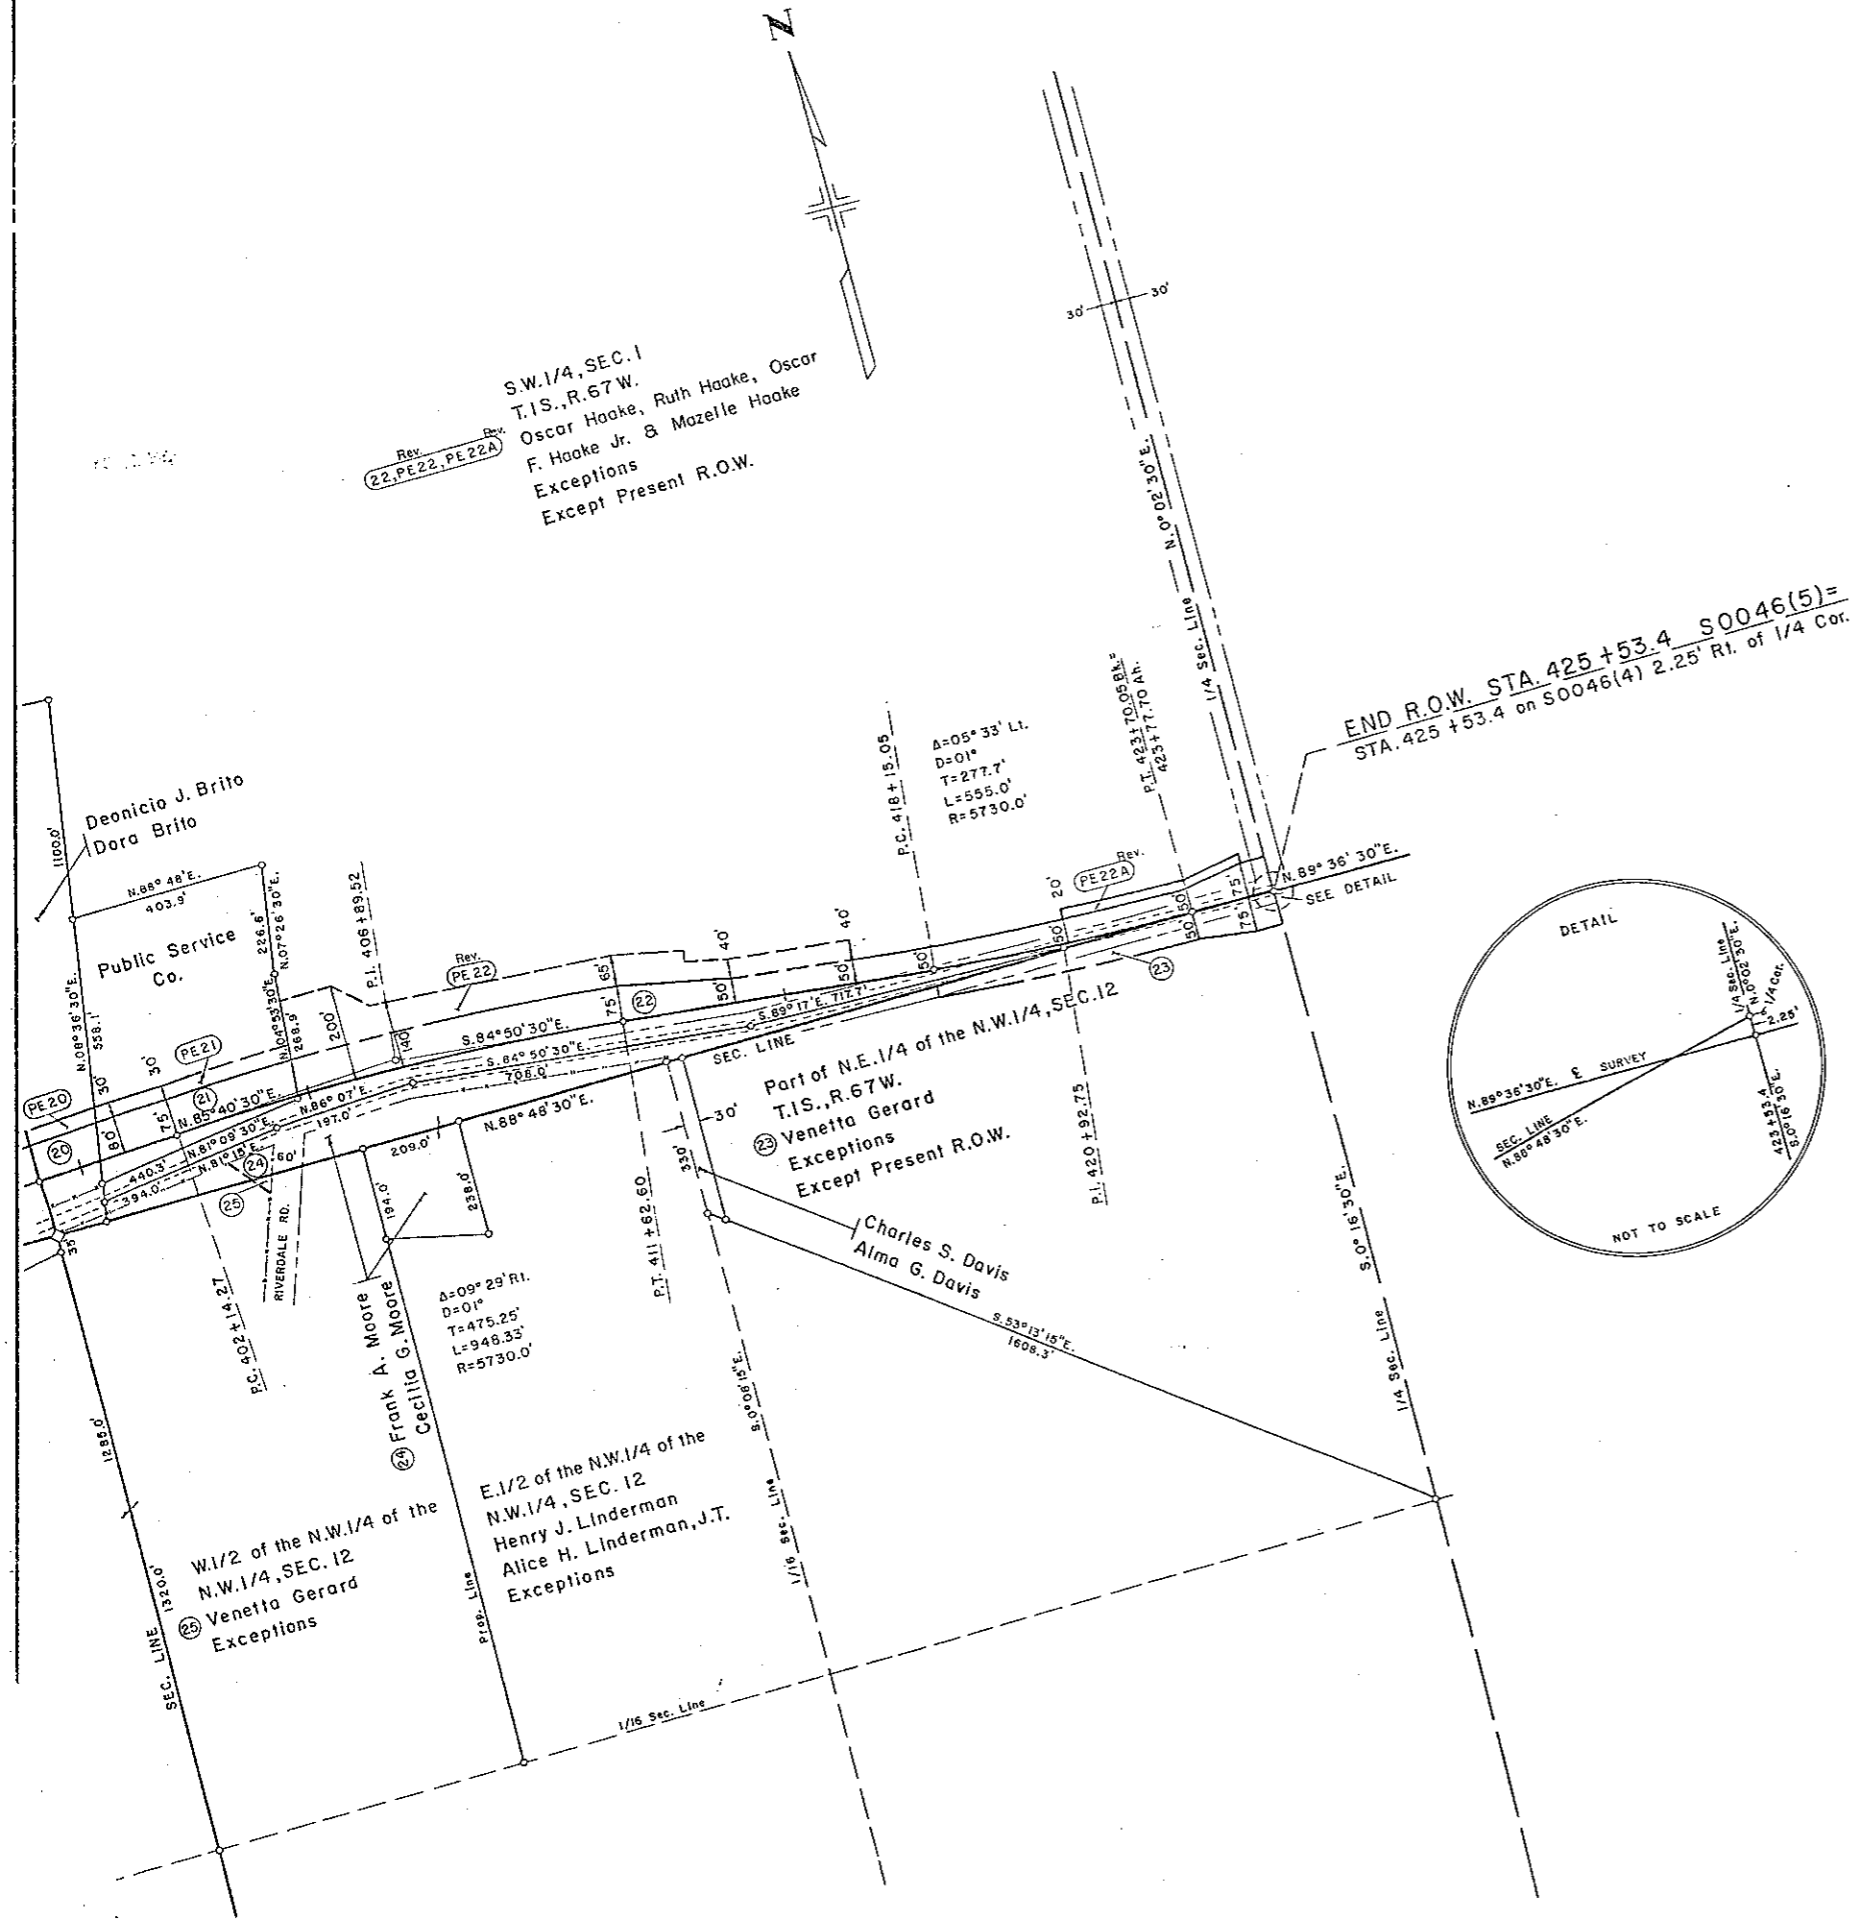 N
S.W.1/4, SEC. 1
T.1S., R.67W.
Oscar Haake, Ruth Haake, Oscar
F. Haake Jr. & Mazelle Haake
Exceptions
Except Present R.O.W.
Rev. Rev.
22, PE22, PE22A
30' 30'
N.0°02'30"E.
1/4 Sec. Line
END R.O.W. STA. 425+53.4 S0046(5)=
STA. 425+53.4 on S0046(4) 2.25' Rt. of 1/4 Cor.
Deonicio J. Brito
Dora Brito
1100.0'
N.88°48'E.
403.9'
Public Service
Co.
N.08°36'30"E.
558.1'
226.6'
N.07°26'30"E.
N.04°53'30"E.
268.9'
P.I. 406+89.52
P.C. 418+15.05
Δ=05°33' Lt.
D=01°
T=277.7'
L=555.0'
R=5730.0'
P.T. 423+70.05 Bk.=
423+77.70 Ah.
Rev.
PE22A
Rev.
PE 22
PE21
PE20
20
21
22
23
24
25
30'
30'
80'
75'
200'
140'
65'
75'
40'
50'
40'
50'
50'
20'
50'
50'
50'
75'
75'
N.89°36'30"E.
SEE DETAIL
N.85°40'30"E.
S.84°50'30"E.
S.84°50'30"E.
708.0'
S.89°17'E. 717.7'
SEC. LINE
N.86°07'E.
197.0'
N.81°09'30"E.
440.3'
N.81°15'E.
394.0'
60'
35'
RIVERDALE RD.
209.0'
N.88°48'30"E.
194.0'
238.0'
30'
330'
Part of N.E.1/4 of the N.W.1/4, SEC.12
T.1S., R.67W.
23 Venetta Gerard
Exceptions
Except Present R.O.W.
P.I. 420+92.75
P.T. 411+62.60
P.C. 402+14.27
Charles S. Davis
Alma G. Davis
S.53°13'15"E.
1608.3'
S.0°16'30"E.
1/4 Sec. Line
Δ=09°29' Rt.
D=01°
T=475.25'
L=948.33'
R=5730.0'
24 Frank A. Moore
Cecilia G. Moore
S.0°08'15"E.
1/16 Sec. Line
E.1/2 of the N.W.1/4 of the
N.W.1/4, SEC. 12
Henry J. Linderman
Alice H. Linderman, J.T.
Exceptions
Prop. Line
1285.0'
W.1/2 of the N.W.1/4 of the
N.W.1/4, SEC. 12
25 Venetta Gerard
Exceptions
SEC. LINE 1320.0'
1/16 Sec. Line
DETAIL
1/4 Sec. Line
N.0°02'30"E.
1/4 Cor.
2.25'
N.89°36'30"E. ℄ SURVEY
SEC. LINE
N.88°48'30"E.
425+53.4
S.0°16'30"E.
NOT TO SCALE